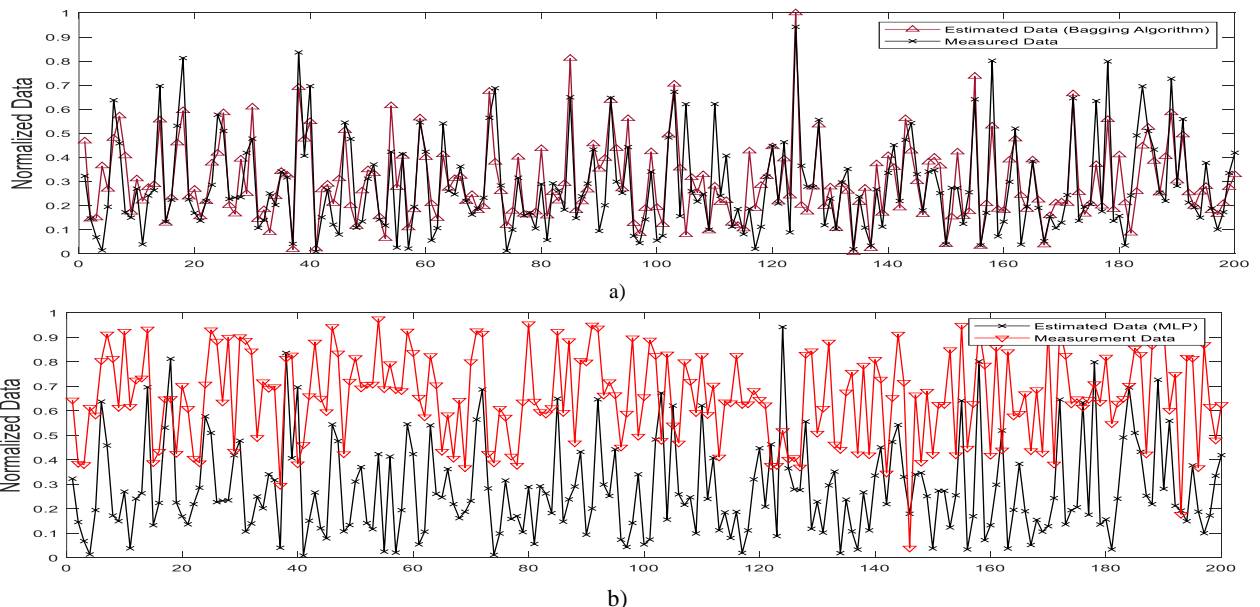 1
0.9
0.8
0.7
0.6
0.5
0.4
0.3
0.2
0.1
0
Normalized Data
Estimated Data (Bagging Algorithm)
Measured Data
0 20 40 60 80 100 120 140 160 180 200
a)
1
0.9
0.8
0.7
0.6
0.5
0.4
0.3
0.2
0.1
0
Normalized Data
Estimated Data (MLP)
Measurement Data
0 20 40 60 80 100 120 140 160 180 200
b)